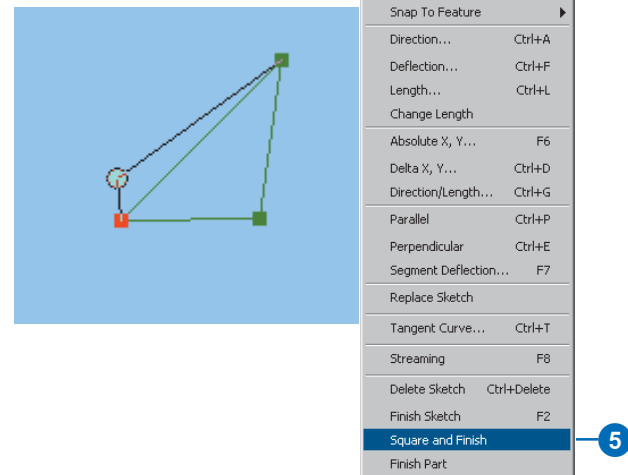 Snap To Feature
Direction... Ctrl+A
Deflection... Ctrl+F
Length... Ctrl+L
Change Length
Absolute X, Y... F6
Delta X, Y... Ctrl+D
Direction/Length... Ctrl+G
Parallel Ctrl+P
Perpendicular Ctrl+E
Segment Deflection... F7
Replace Sketch
Tangent Curve... Ctrl+T
Streaming F8
Delete Sketch Ctrl+Delete
Finish Sketch F2
Square and Finish 5
Finish Part